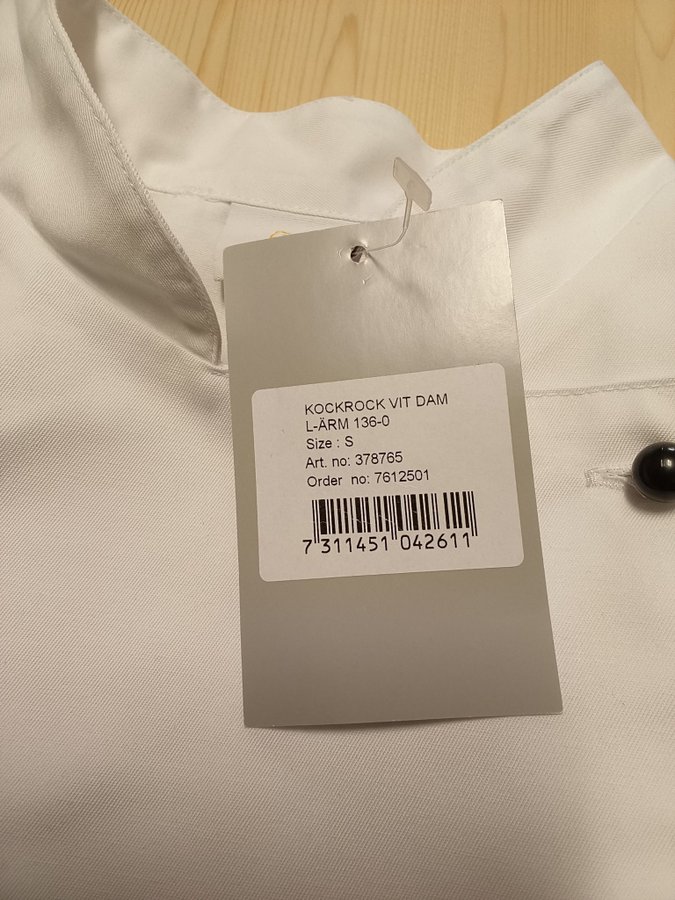 KOCKROCK VIT DAM
L-ÄRM 136-0
Size : S
Art. no: 378765
Order no: 7612501
7 311451 042611